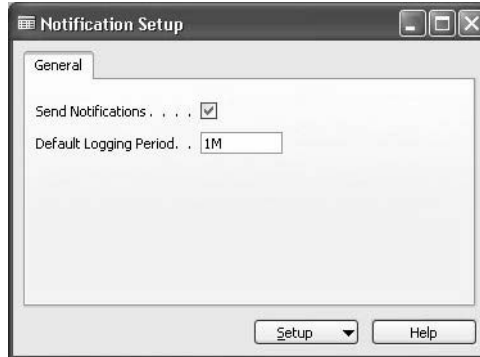 Notification Setup
General
Send Notifications . . . .
Default Logging Period. . 1M
Setup Help